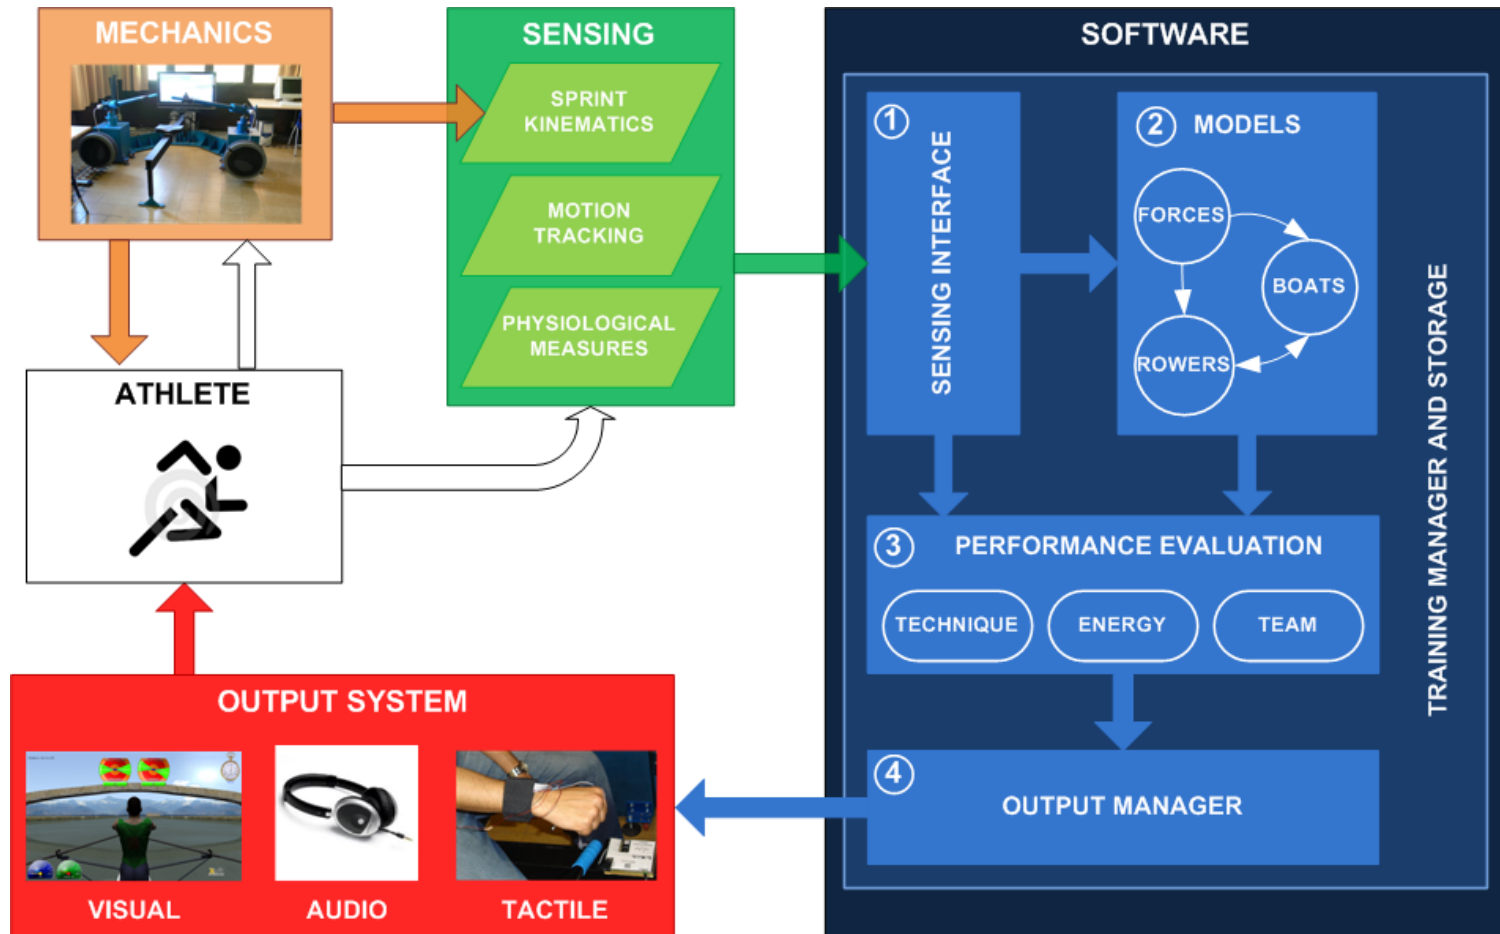 MECHANICS
SENSING
SPRINT
KINEMATICS
MOTION
TRACKING
PHYSIOLOGICAL
MEASURES
ATHLETE
OUTPUT SYSTEM
VISUAL
AUDIO
TACTILE
SOFTWARE
1
SENSING INTERFACE
2
MODELS
FORCES
BOATS
ROWERS
3
PERFORMANCE EVALUATION
TECHNIQUE
ENERGY
TEAM
4
OUTPUT MANAGER
TRAINING MANAGER AND STORAGE